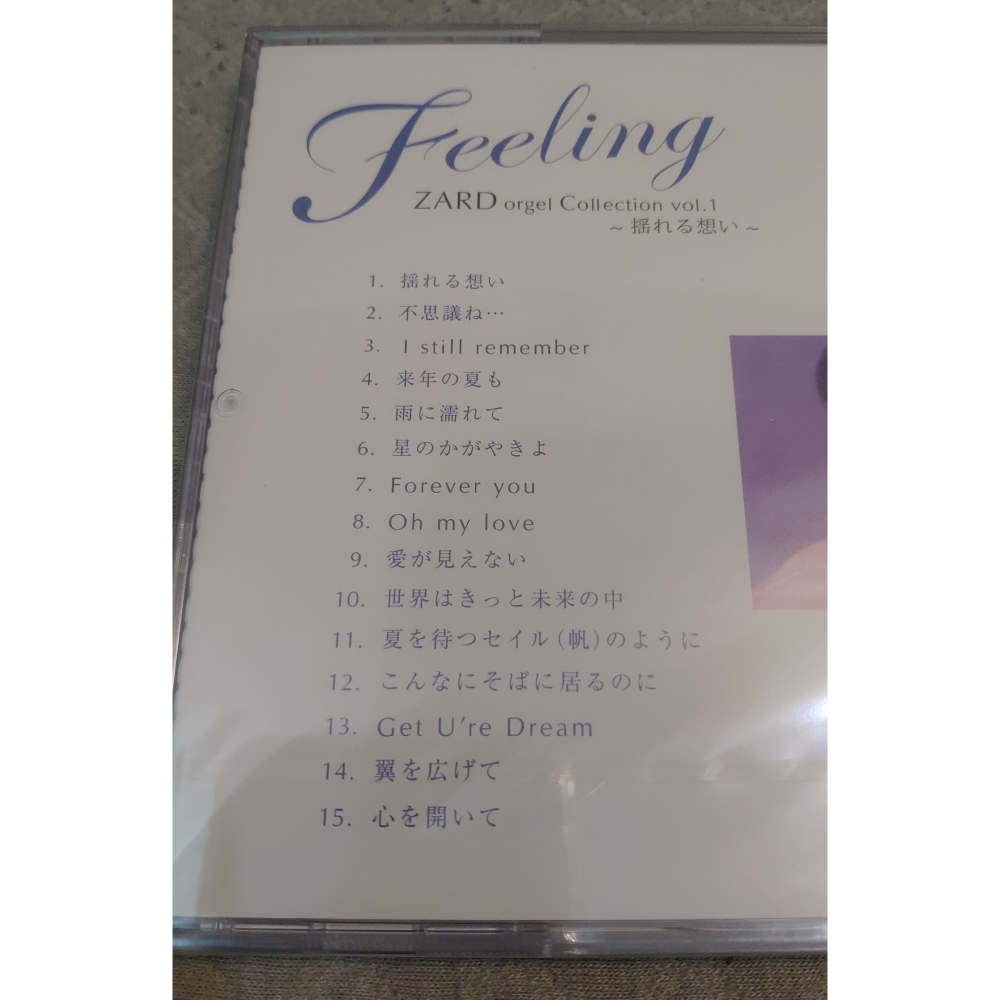 Feeling
ZARD orgel Collection vol.1
~ 揺れる想い ~
1. 揺れる想い
2. 不思議ね…
3. I still remember
4. 来年の夏も
5. 雨に濡れて
6. 星のかがやきよ
7. Forever you
8. Oh my love
9. 愛が見えない
10. 世界はきっと未来の中
11. 夏を待つセイル(帆)のように
12. こんなにそばに居るのに
13. Get U're Dream
14. 翼を広げて
15. 心を開いて